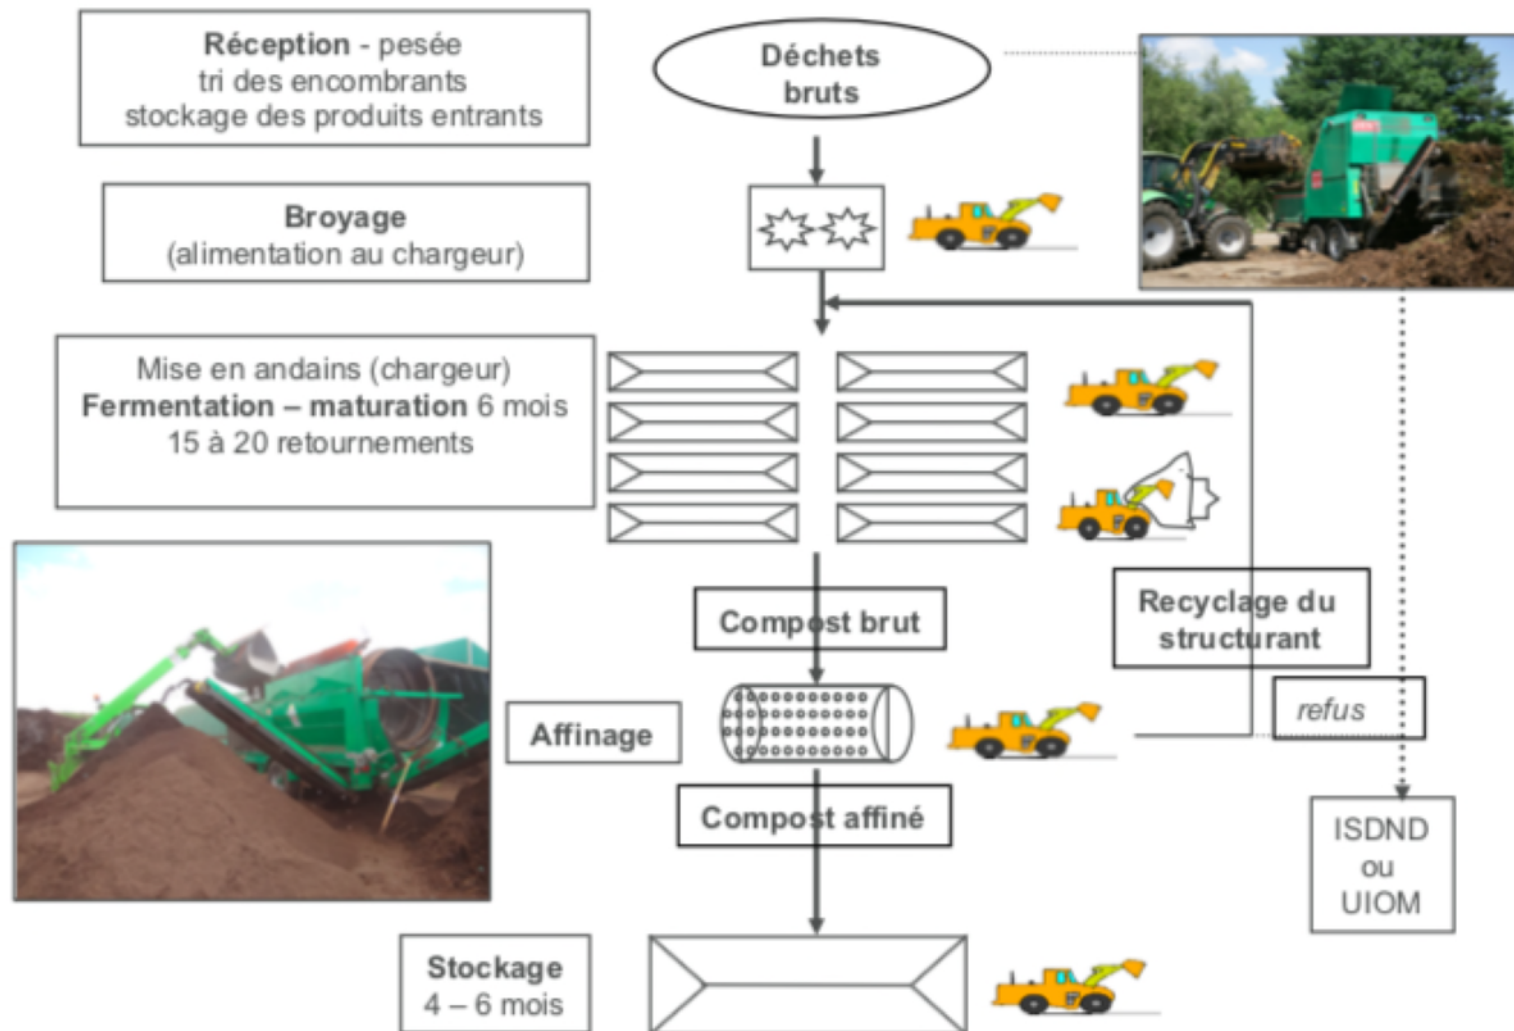 Réception - pesée
tri des encombrants
stockage des produits entrants
Déchets
bruts
Broyage
(alimentation au chargeur)
Mise en andains (chargeur)
Fermentation – maturation 6 mois
15 à 20 retournements
Compost brut
Recyclage du
structurant
refus
Affinage
Compost affiné
ISDND
ou
UIOM
Stockage
4 – 6 mois